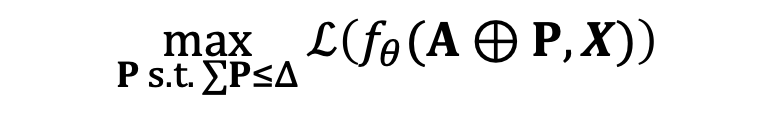 max ℒ(f_θ(𝐀 ⊕ 𝐏, 𝑿))
𝐏 s.t. ∑𝐏≤Δ